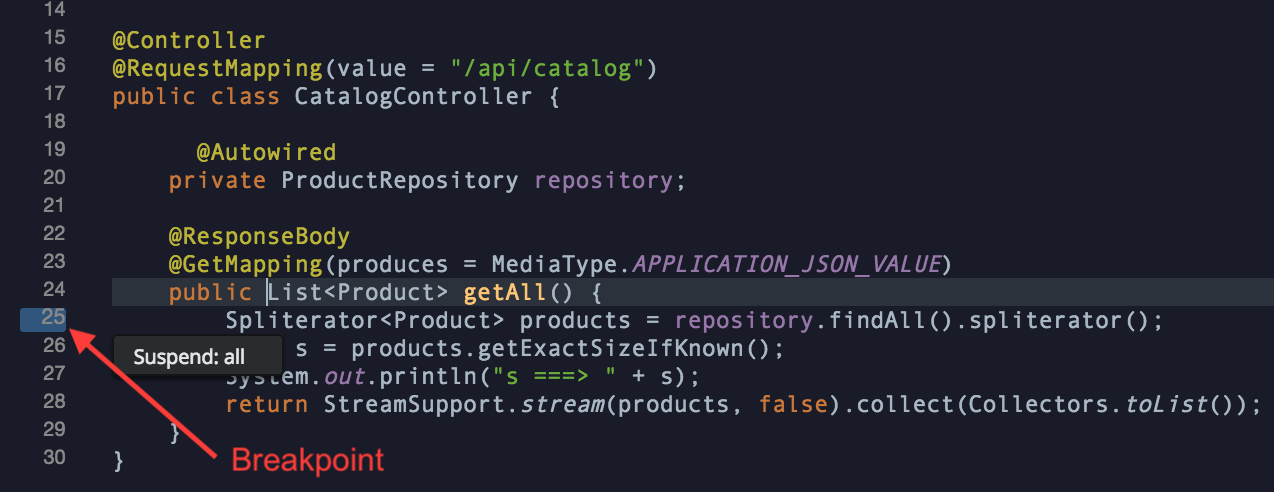 14
15 @Controller
16 @RequestMapping(value = "/api/catalog")
17 public class CatalogController {
18
19 @Autowired
20 private ProductRepository repository;
21
22 @ResponseBody
23 @GetMapping(produces = MediaType.APPLICATION_JSON_VALUE)
24 public List<Product> getAll() {
25 Spliterator<Product> products = repository.findAll().spliterator();
26 Suspend: all s = products.getExactSizeIfKnown();
27 System.out.println("s ===> " + s);
28 return StreamSupport.stream(products, false).collect(Collectors.toList());
29 }
30 }
Breakpoint